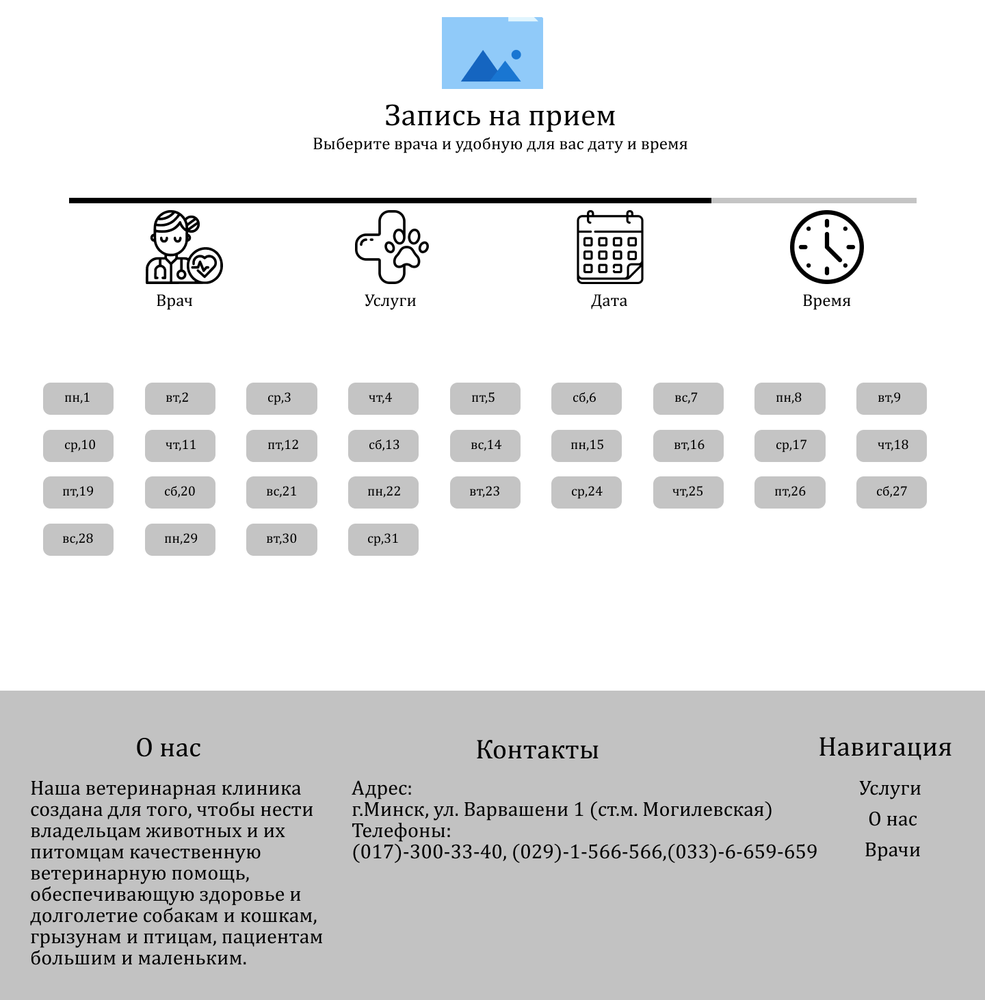 Запись на прием
Выберите врача и удобную для вас дату и время
Врач
Услуги
Дата
Время
пн,1
вт,2
ср,3
чт,4
пт,5
сб,6
вс,7
пн,8
вт,9
ср,10
чт,11
пт,12
сб,13
вс,14
пн,15
вт,16
ср,17
чт,18
пт,19
сб,20
вс,21
пн,22
вт,23
ср,24
чт,25
пт,26
сб,27
вс,28
пн,29
вт,30
ср,31
О нас
Наша ветеринарная клиника
создана для того, чтобы нести
владельцам животных и их
питомцам качественную
ветеринарную помощь,
обеспечивающую здоровье и
долголетие собакам и кошкам,
грызунам и птицам, пациентам
большим и маленьким.
Контакты
Адрес:
г.Минск, ул. Варвашени 1 (ст.м. Могилевская)
Телефоны:
(017)-300-33-40, (029)-1-566-566,(033)-6-659-659
Навигация
Услуги
О нас
Врачи